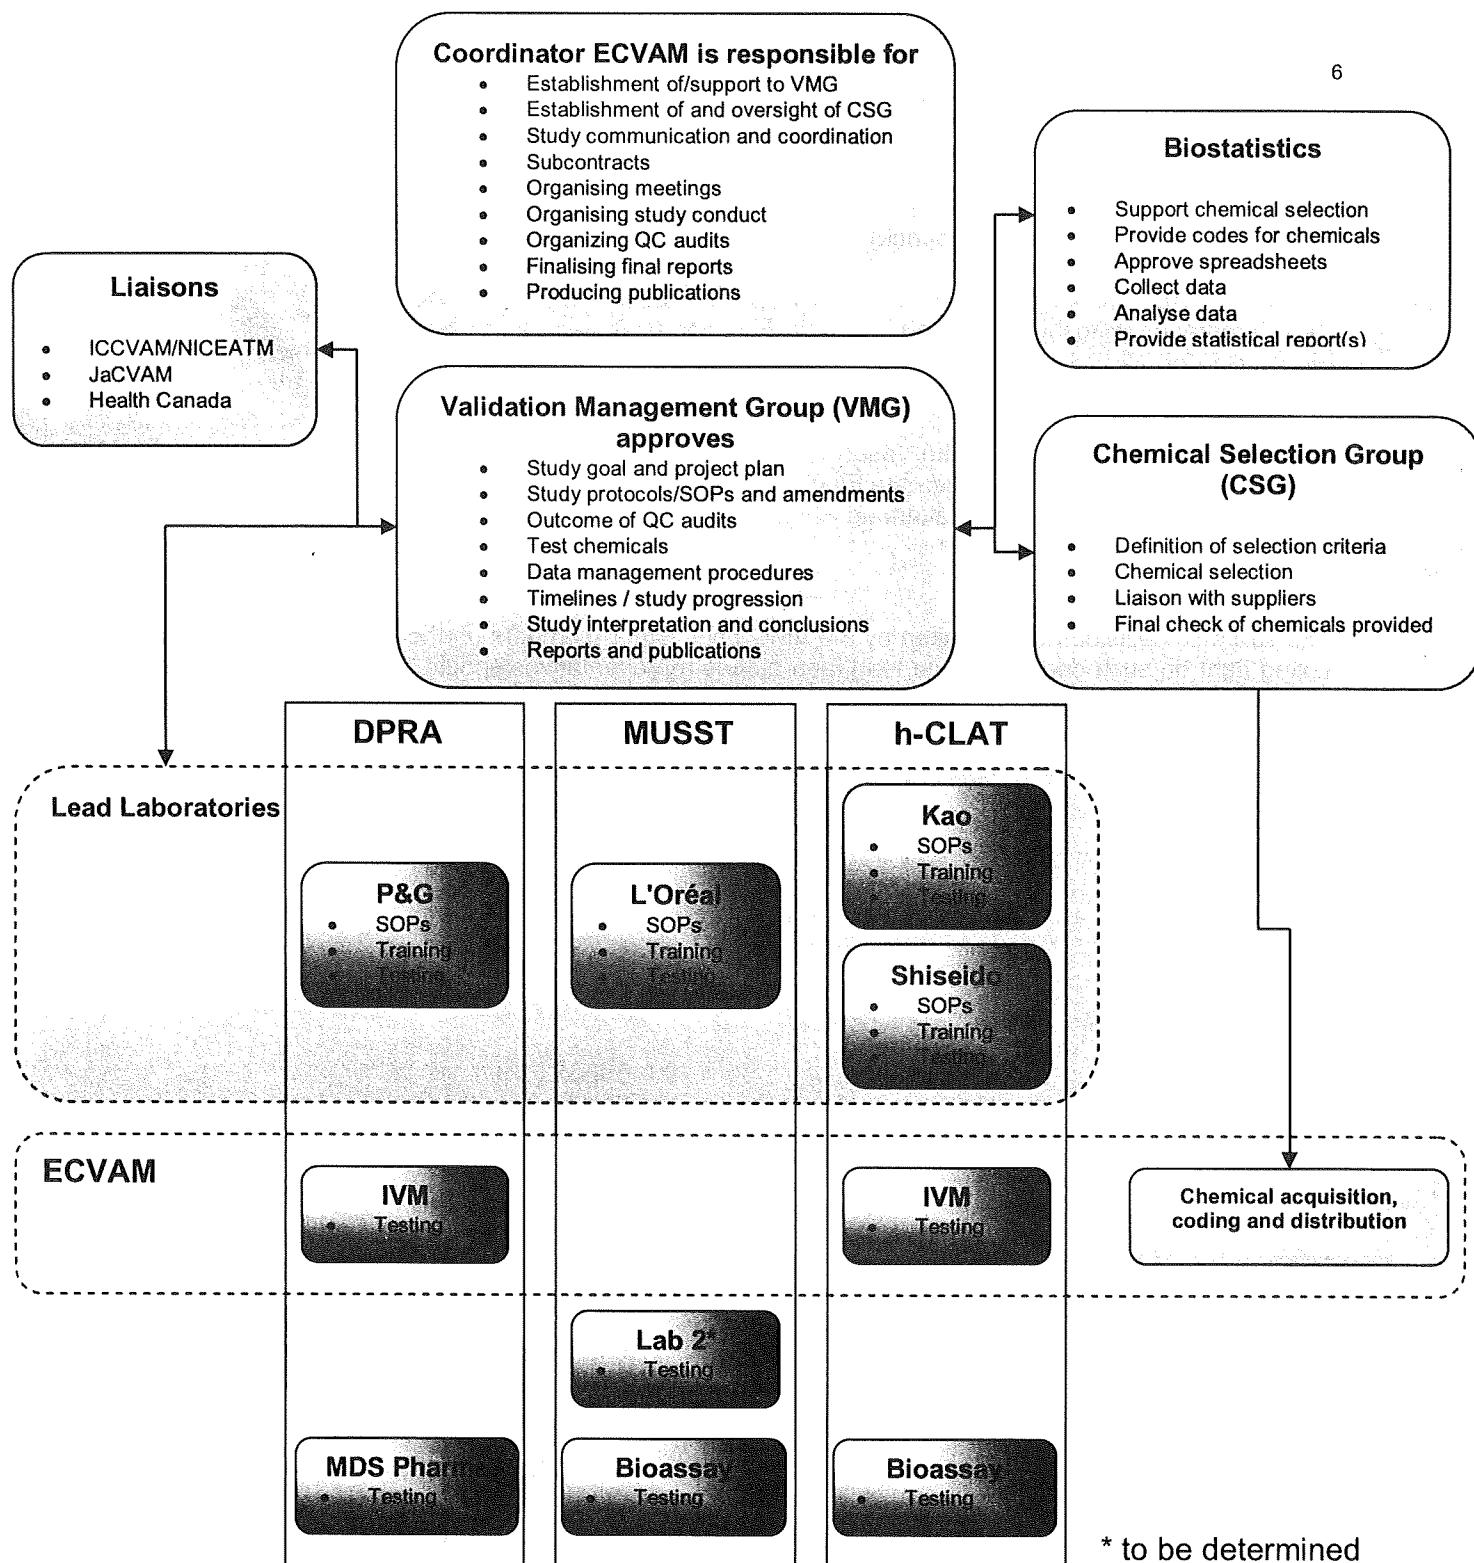 6
Coordinator ECVAM is responsible for
• Establishment of/support to VMG
• Establishment of and oversight of CSG
• Study communication and coordination
• Subcontracts
• Organising meetings
• Organising study conduct
• Organizing QC audits
• Finalising final reports
• Producing publications
Biostatistics
• Support chemical selection
• Provide codes for chemicals
• Approve spreadsheets
• Collect data
• Analyse data
• Provide statistical report(s)
Liaisons
• ICCVAM/NICEATM
• JaCVAM
• Health Canada
Validation Management Group (VMG)
approves
• Study goal and project plan
• Study protocols/SOPs and amendments
• Outcome of QC audits
• Test chemicals
• Data management procedures
• Timelines / study progression
• Study interpretation and conclusions
• Reports and publications
Chemical Selection Group
(CSG)
• Definition of selection criteria
• Chemical selection
• Liaison with suppliers
• Final check of chemicals provided
DPRA
MUSST
h-CLAT
Lead Laboratories
P&G
• SOPs
• Training
• Testing
L'Oréal
• SOPs
• Training
• Testing
Kao
• SOPs
• Training
• Testing
Shiseido
• SOPs
• Training
• Testing
ECVAM
IVM
• Testing
IVM
• Testing
Chemical acquisition,
coding and distribution
Lab 2*
• Testing
MDS Pharma
• Testing
Bioassay
• Testing
Bioassay
• Testing
* to be determined